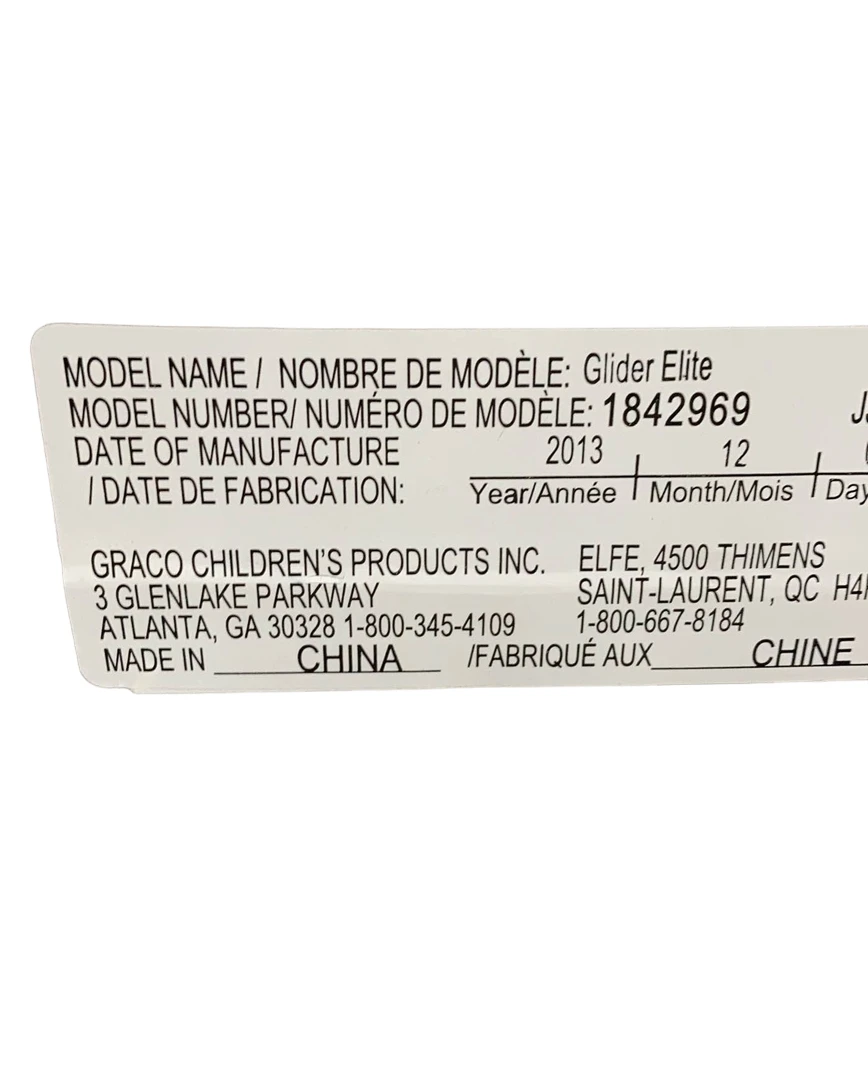 MODEL NAME / NOMBRE DE MODÈLE: Glider Elite
MODEL NUMBER/ NUMÉRO DE MODÈLE: 1842969
DATE OF MANUFACTURE 2013 12
/ DATE DE FABRICATION: Year/Année Month/Mois Day
GRACO CHILDREN'S PRODUCTS INC. ELFE, 4500 THIMENS
3 GLENLAKE PARKWAY SAINT-LAURENT, QC
ATLANTA, GA 30328 1-800-345-4109 1-800-667-8184
MADE IN CHINA /FABRIQUÉ AUX CHINE